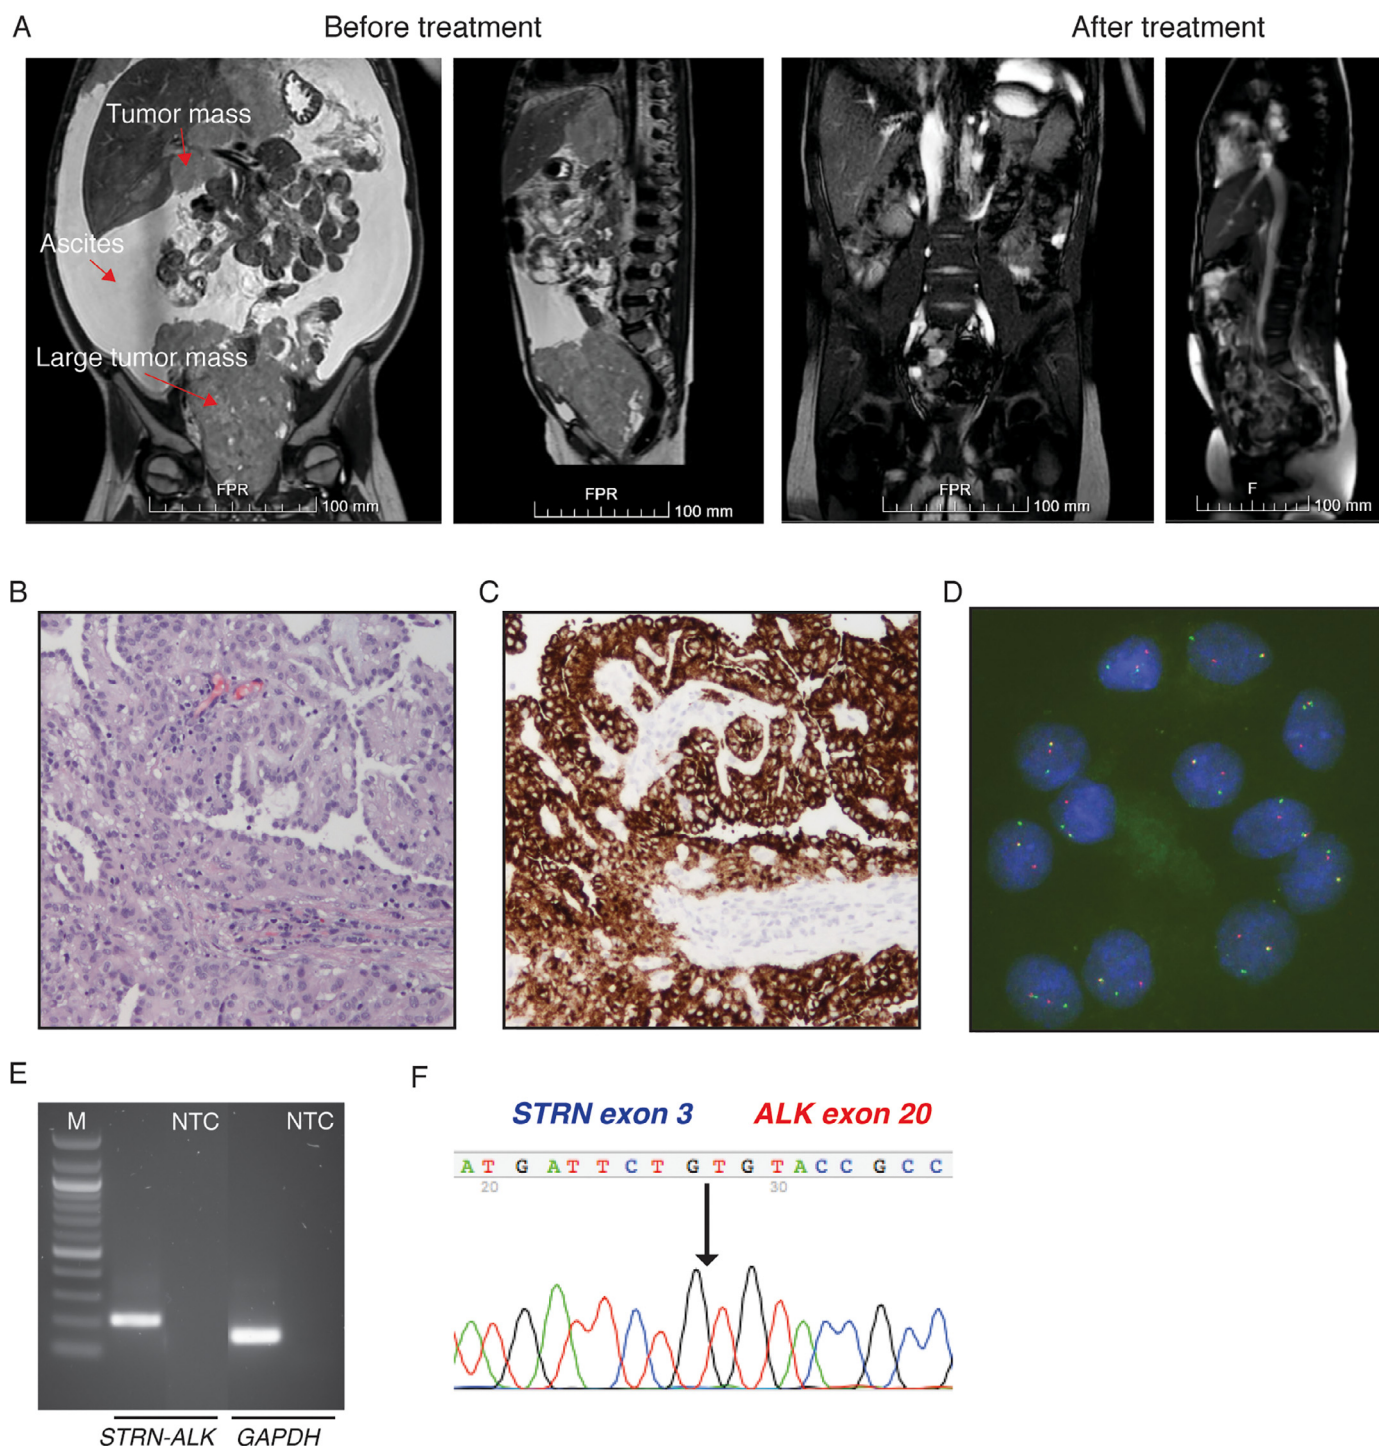 A
Before treatment
After treatment
Tumor mass
Ascites
Large tumor mass
FPR
100 mm
FPR
100 mm
FPR
100 mm
F
100 mm
B
C
D
E
F
M
NTC
NTC
STRN-ALK
GAPDH
STRN exon 3
ALK exon 20
A T G A T T C T G T G T A C C G C C
20
30